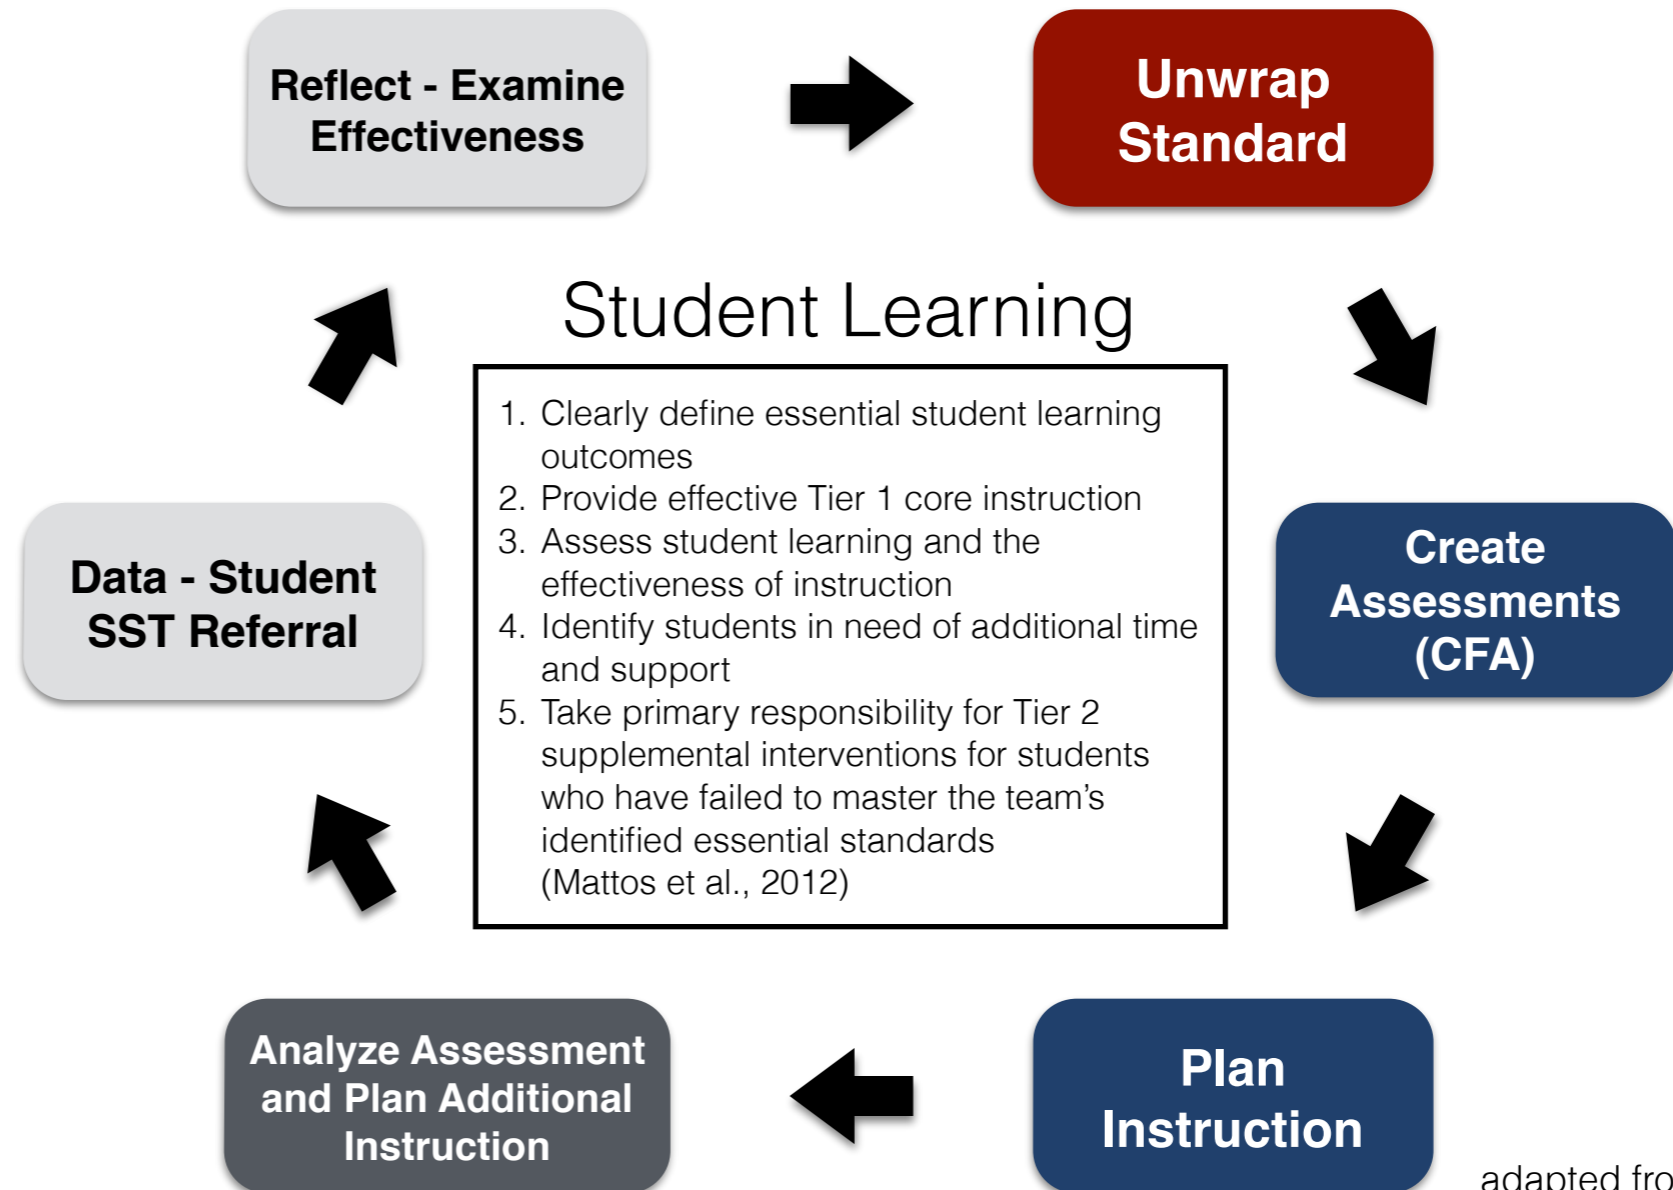 Reflect - Examine
Effectiveness
Unwrap
Standard
Student Learning
1. Clearly define essential student learning
outcomes
2. Provide effective Tier 1 core instruction
3. Assess student learning and the
effectiveness of instruction
4. Identify students in need of additional time
and support
5. Take primary responsibility for Tier 2
supplemental interventions for students
who have failed to master the team's
identified essential standards
(Mattos et al., 2012)
Data - Student
SST Referral
Create
Assessments
(CFA)
Analyze Assessment
and Plan Additional
Instruction
Plan
Instruction
adapted